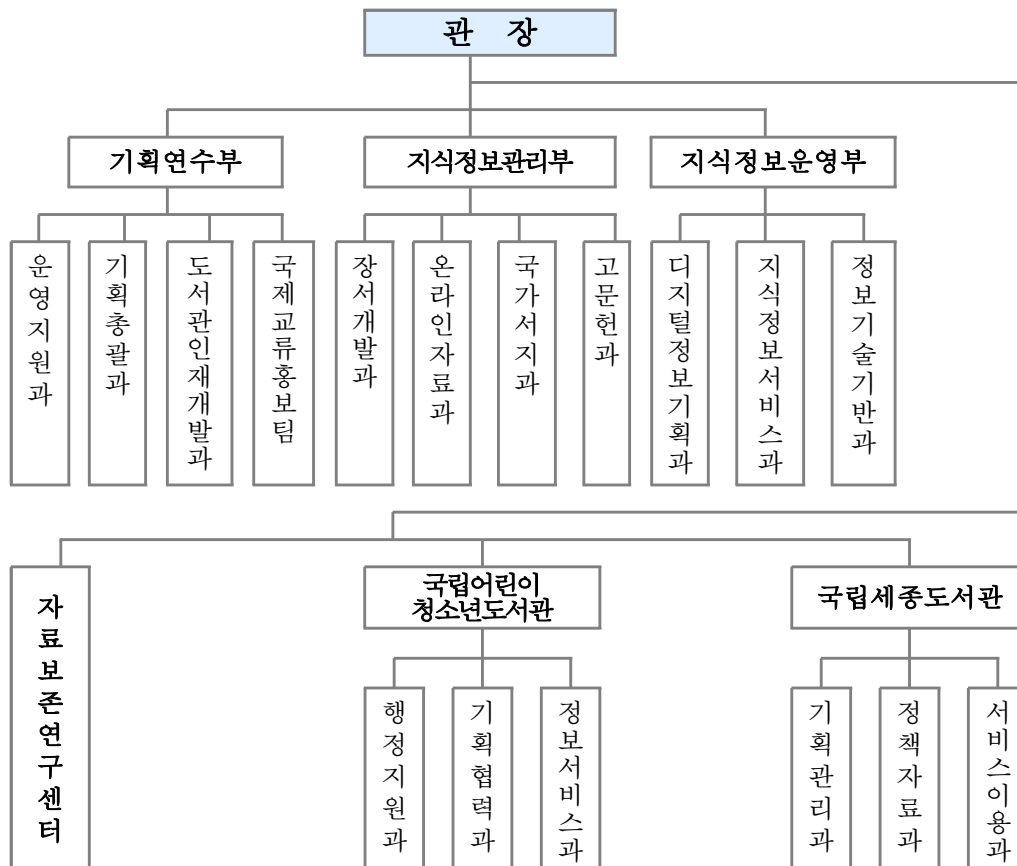 관 장
기획연수부
지식정보관리부
지식정보운영부
운영지원과
기획총괄과
도서관인재개발과
국제교류홍보팀
장서개발과
온라인자료과
국가서지과
고문헌과
디지털정보기획과
지식정보서비스과
정보기술기반과
자료보존연구센터
국립어린이
청소년도서관
국립세종도서관
행정지원과
기획협력과
정보서비스과
기획관리과
정책자료과
서비스이용과